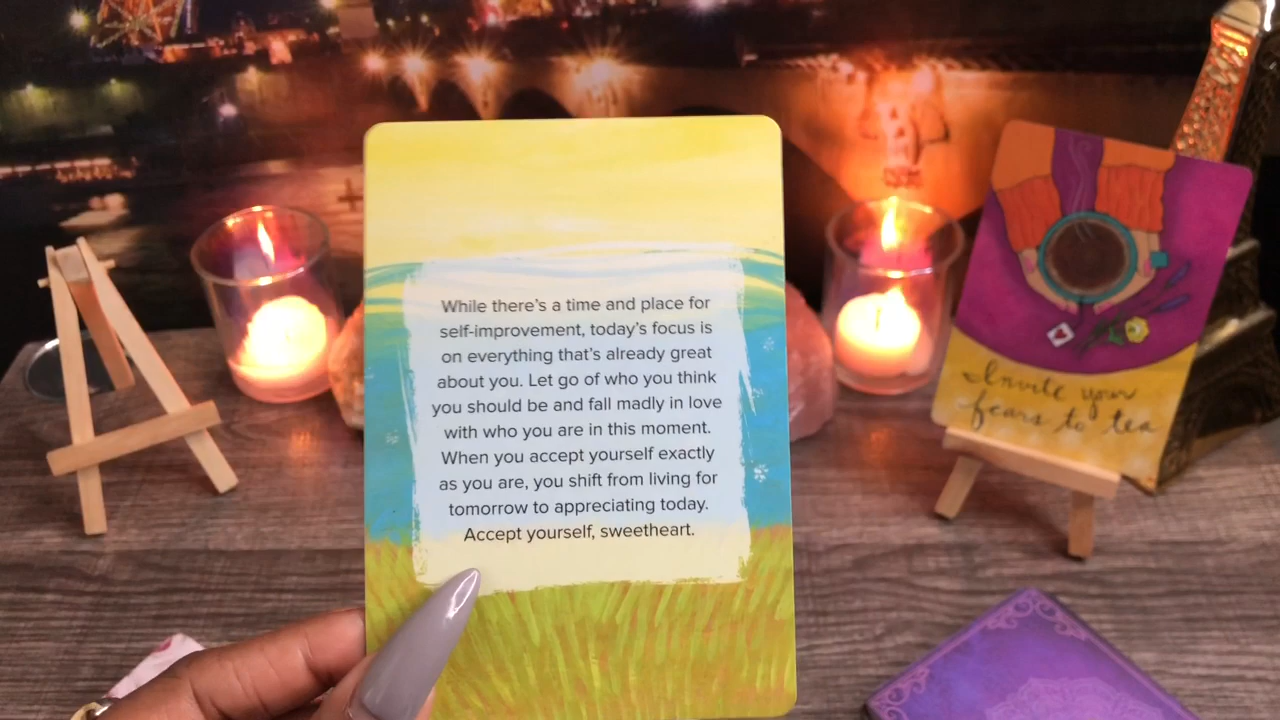 While there's a time and place for
self-improvement, today's focus is
on everything that's already great
about you. Let go of who you think
you should be and fall madly in love
with who you are in this moment.
When you accept yourself exactly
as you are, you shift from living for
tomorrow to appreciating today.
Accept yourself, sweetheart.
Invite your
fears to tea